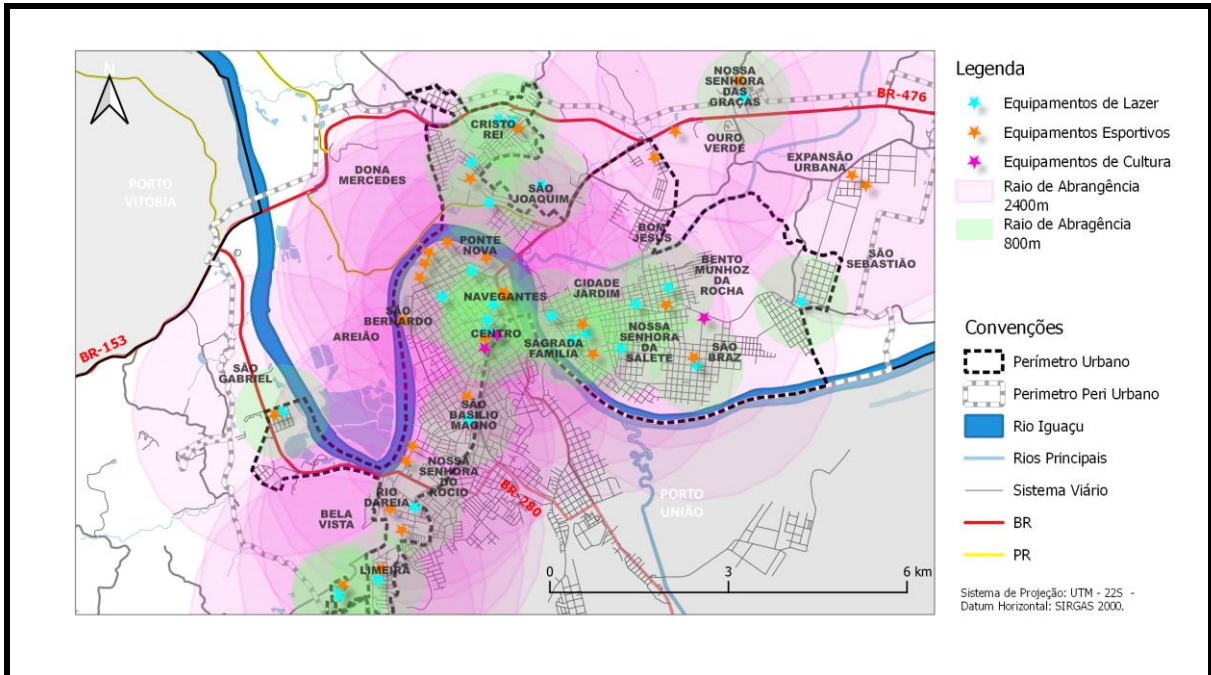 N
NOSSA
SENHORA
DAS
GRAÇAS
BR-476
CRISTO
REI
OURO
VERDE
EXPANSÃO
URBANA
DONA
MERCEDES
PORTO
VITÓRIA
SÃO
JOAQUIM
BOM
JESUS
PONTE
NOVA
BENTO
MUNHOZ
DA
ROCHA
SÃO
SEBASTIÃO
CIDADE
JARDIM
NAVEGANTES
SÃO
BERNARDO
AREIÃO
CENTRO
SAGRADA
FAMILIA
NOSSA
SENHORA
DA
SALETE
SÃO
BRAZ
BR-153
SÃO
GABRIEL
SÃO
BASILIO
MAGNO
NOSSA
SENHORA
DO
ROCIO
RIO
DAREIA
BR-280
PORTO
UNIÃO
BELA
VISTA
LIMEIRA
0 3 6 km
Legenda
Equipamentos de Lazer
Equipamentos Esportivos
Equipamentos de Cultura
Raio de Abrangência
2400m
Raio de Abragência
800m
Convenções
Perímetro Urbano
Perimetro Peri Urbano
Rio Iguaçu
Rios Principais
Sistema Viário
BR
PR
Sistema de Projeção: UTM - 22S -
Datum Horizontal: SIRGAS 2000.